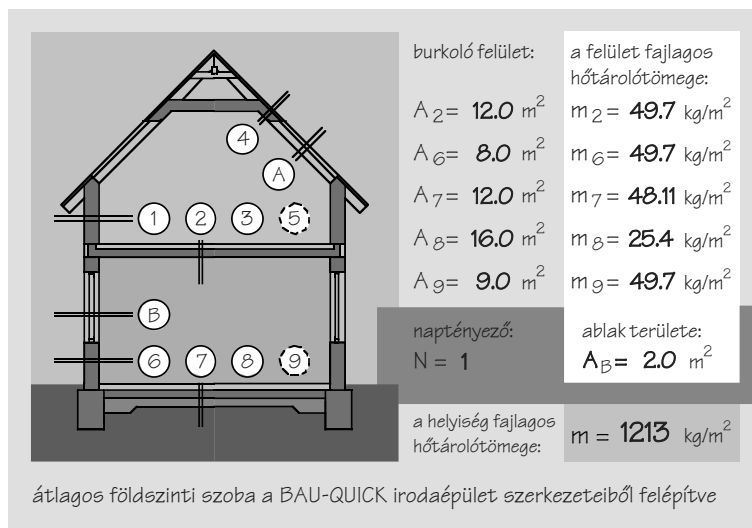 burkoló felület:
a felület fajlagos
hőtárolótömege:
A2= 12.0 m²
m2= 49.7 kg/m²
A6= 8.0 m²
m6= 49.7 kg/m²
A7= 12.0 m²
m7= 48.11 kg/m²
A8= 16.0 m²
m8= 25.4 kg/m²
A9= 9.0 m²
m9= 49.7 kg/m²
4
A
1 2 3 5
B
6 7 8 9
naptényező:
N = 1
ablak területe:
AB= 2.0 m²
a helyiség fajlagos
hőtárolótömege:
m = 1213 kg/m²
átlagos földszinti szoba a BAU-QUICK irodaépület szerkezeteiből felépítve